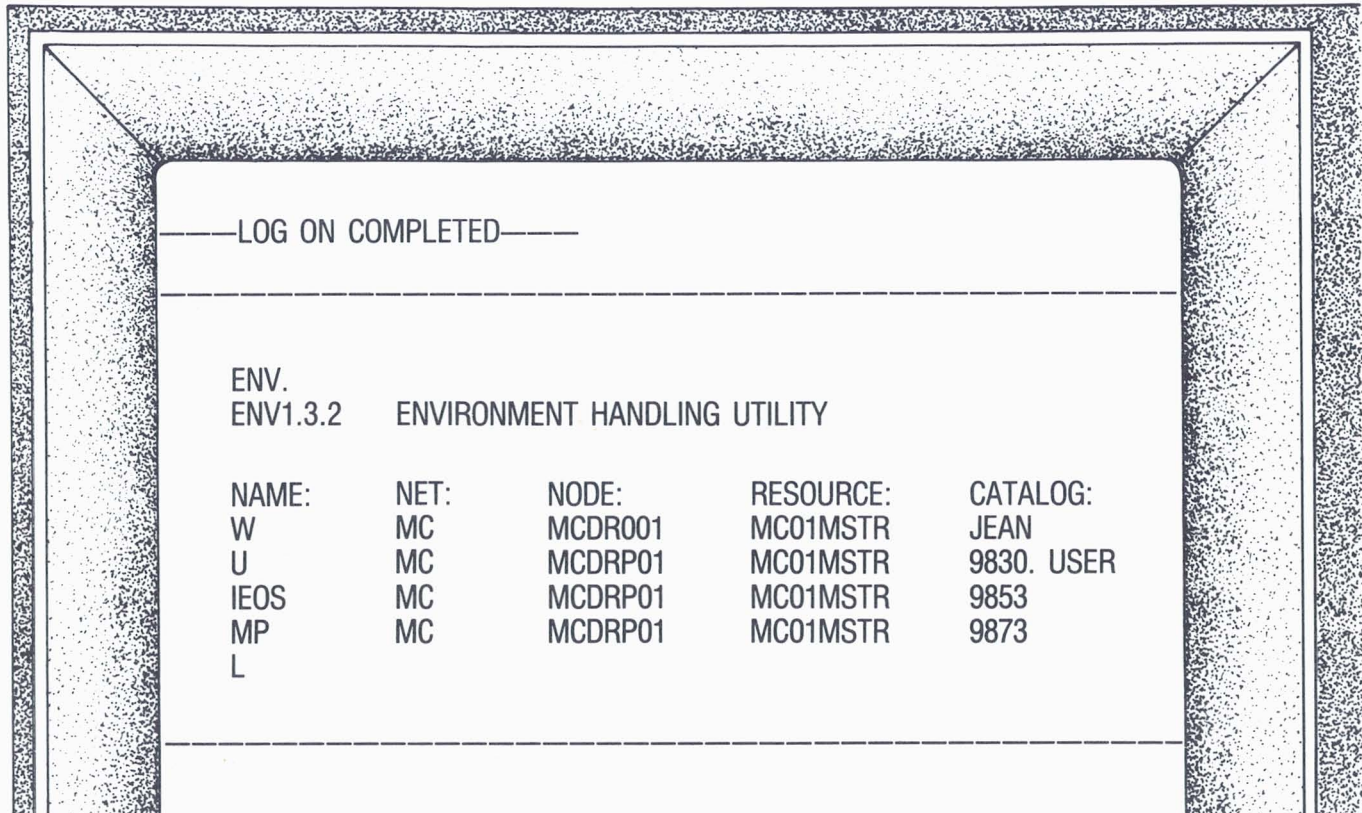 ———LOG ON COMPLETED———
ENV.
ENV1.3.2 ENVIRONMENT HANDLING UTILITY
NAME: NET: NODE: RESOURCE: CATALOG:
W MC MCDR001 MC01MSTR JEAN
U MC MCDRP01 MC01MSTR 9830. USER
IEOS MC MCDRP01 MC01MSTR 9853
MP MC MCDRP01 MC01MSTR 9873
L